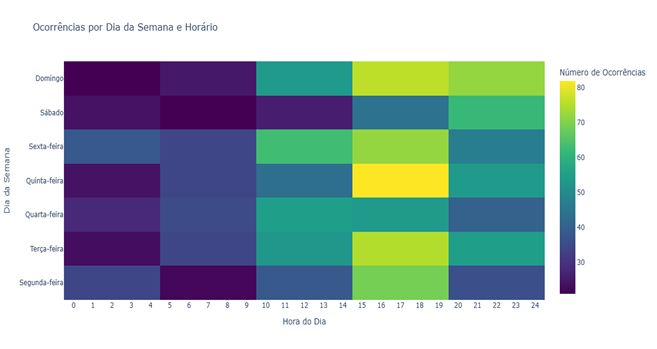 Ocorrências por Dia da Semana e Horário
Número de Ocorrências
Domingo
Sábado
Sexta-feira
Quinta-feira
Quarta-feira
Terça-feira
Segunda-feira
Dia da Semana
0 1 2 3 4 5 6 7 8 9 10 11 12 13 14 15 16 17 18 19 20 21 22 23 24
Hora do Dia
80
70
60
50
40
30